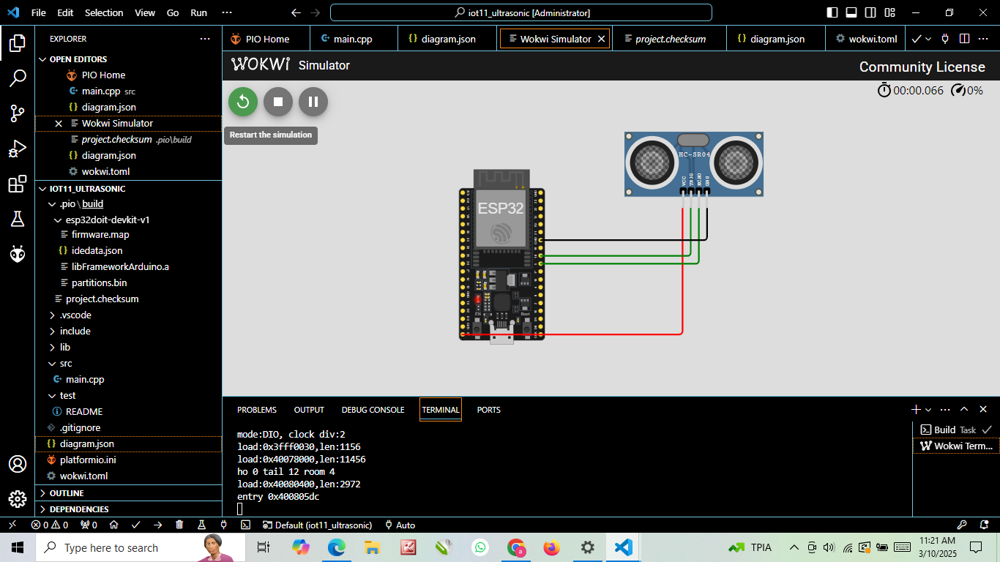 File Edit Selection View Go Run ··· iot11_ultrasonic [Administrator]
EXPLORER
OPEN EDITORS
PIO Home
main.cpp src
diagram.json
Wokwi Simulator
project.checksum .pio\build
diagram.json
wokwi.toml
IOT11_ULTRASONIC
.pio\build
esp32doit-devkit-v1
firmware.map
idedata.json
libFrameworkArduino.a
partitions.bin
project.checksum
.vscode
include
lib
src
main.cpp
test
README
.gitignore
diagram.json
platformio.ini
wokwi.toml
OUTLINE
DEPENDENCIES
PIO Home main.cpp diagram.json Wokwi Simulator project.checksum diagram.json wokwi.toml
WOKWI Simulator Community License
00:00.066 0%
Restart the simulation
HC-SR04
VCC TRIG ECHO GND
ESP32
EN Boot
PROBLEMS OUTPUT DEBUG CONSOLE TERMINAL PORTS
mode:DIO, clock div:2
load:0x3fff0030,len:1156
load:0x40078000,len:11456
ho 0 tail 12 room 4
load:0x40080400,len:2972
entry 0x400805dc
Build Task
Wokwi Term...
0 0 0 Default (iot11_ultrasonic) Auto
Type here to search
TPIA
11:21 AM
3/10/2025